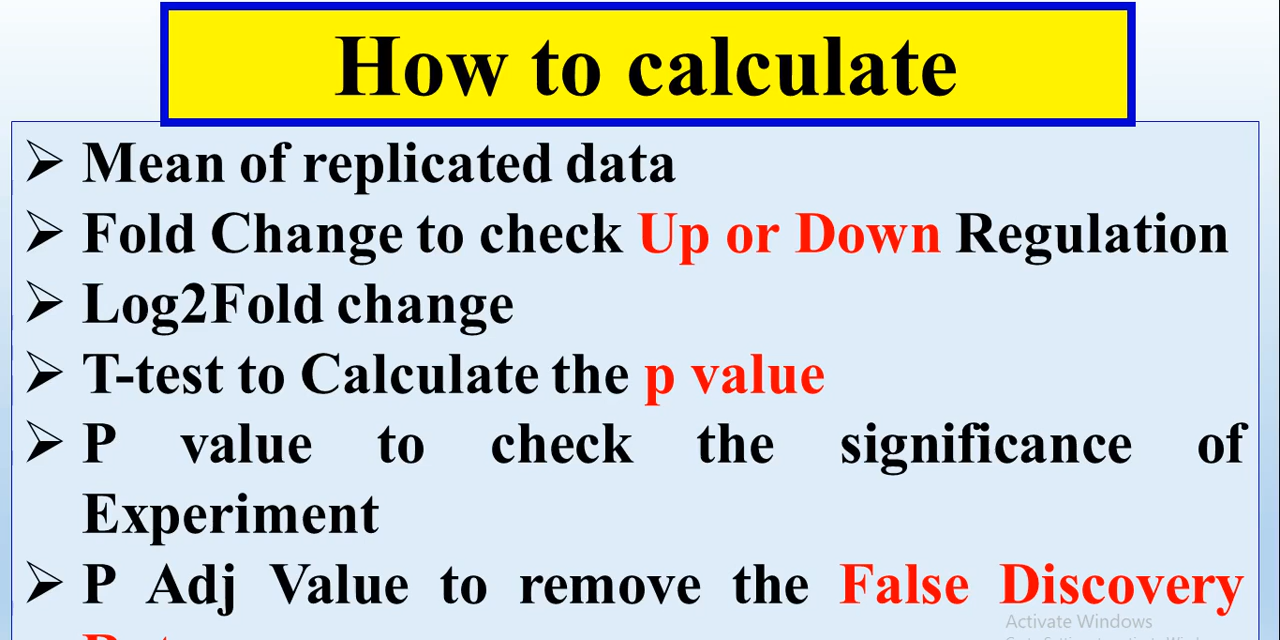 How to calculate
➢ Mean of replicated data
➢ Fold Change to check Up or Down Regulation
➢ Log2Fold change
➢ T-test to Calculate the p value
➢ P value to check the significance of
Experiment
➢ P Adj Value to remove the False Discovery
Activate Windows